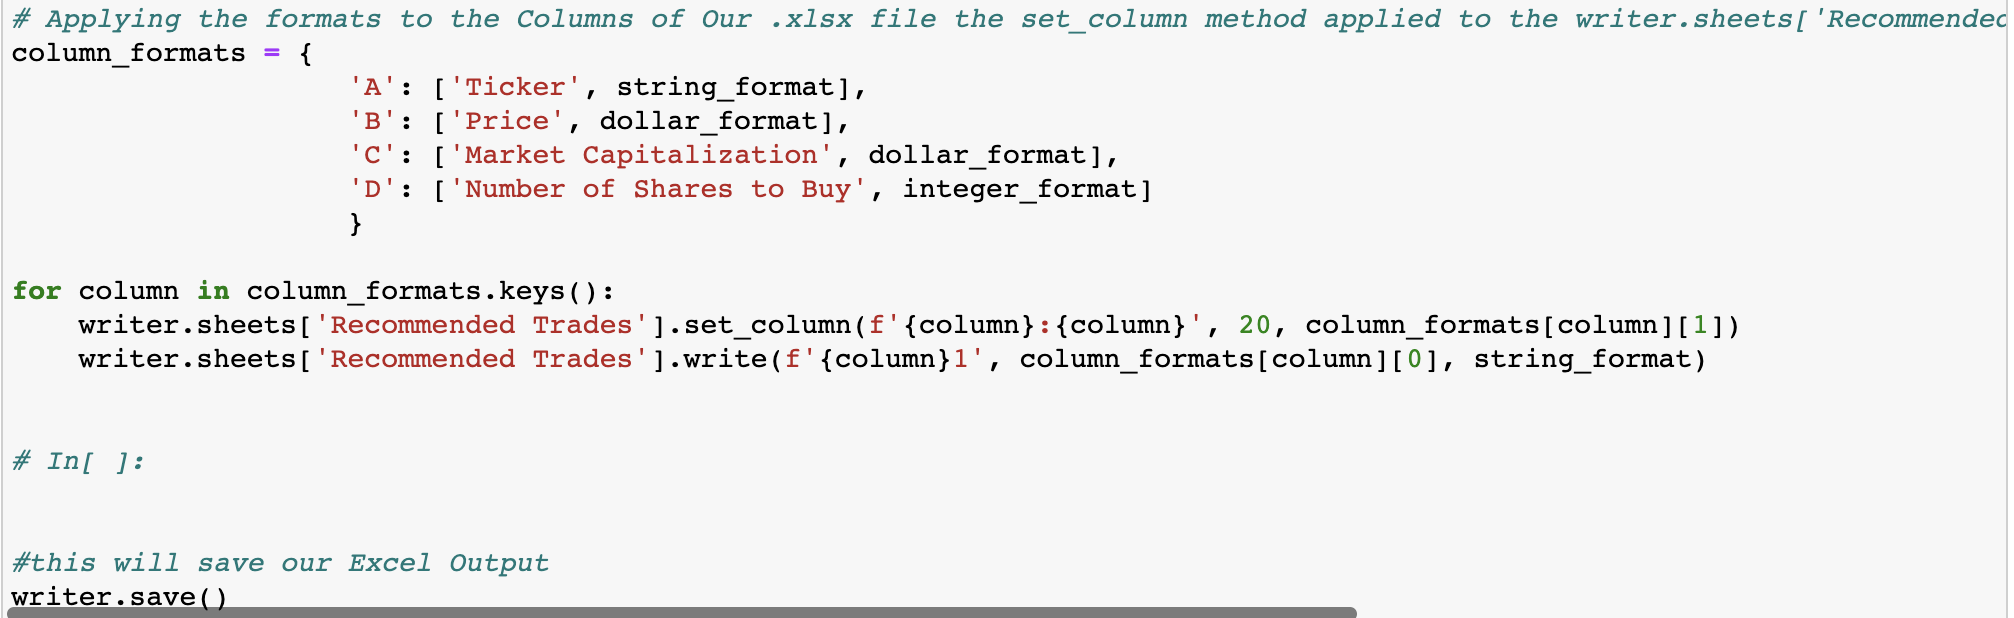 # Applying the formats to the Columns of Our .xlsx file the set_column method applied to the writer.sheets['Recommended
column_formats = {
'A': ['Ticker', string_format],
'B': ['Price', dollar_format],
'C': ['Market Capitalization', dollar_format],
'D': ['Number of Shares to Buy', integer_format]
}
for column in column_formats.keys():
writer.sheets['Recommended Trades'].set_column(f'{column}:{column}', 20, column_formats[column][1])
writer.sheets['Recommended Trades'].write(f'{column}1', column_formats[column][0], string_format)
# In[ ]:
#this will save our Excel Output
writer.save()